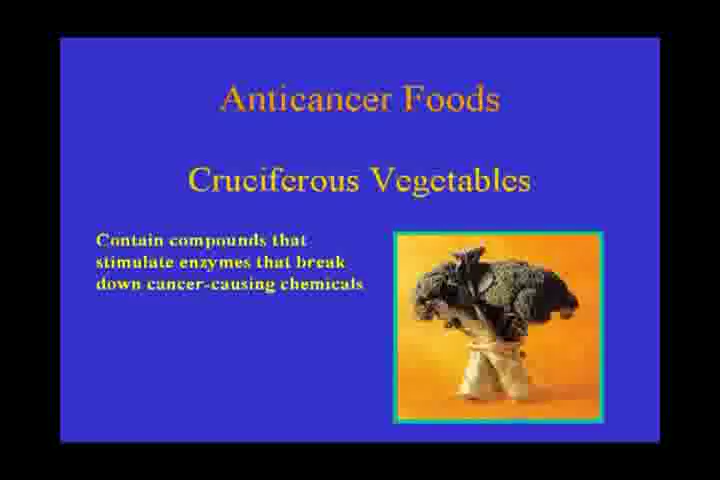 Anticancer Foods
Cruciferous Vegetables
Contain compounds that
stimulate enzymes that break
down cancer-causing chemicals